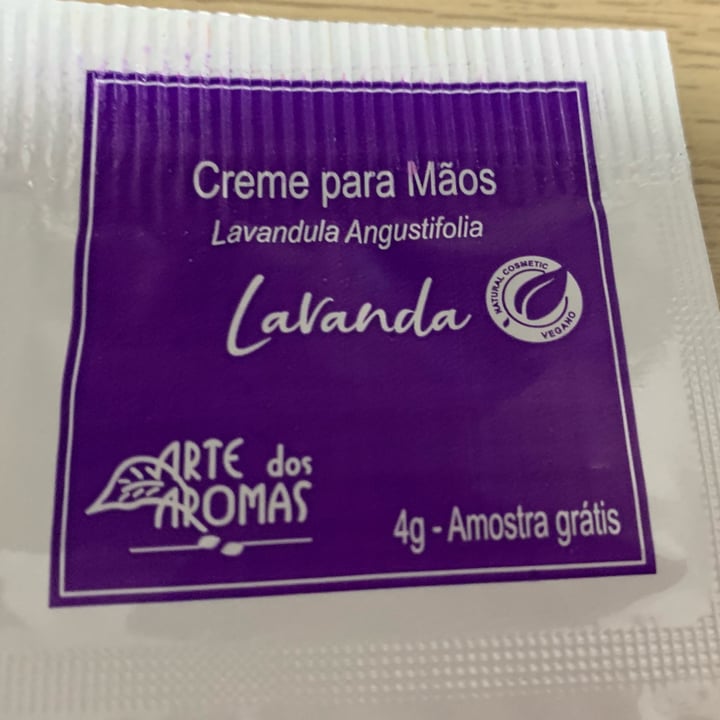 Creme para Mãos
Lavandula Angustifolia
Lavanda
NATURAL COSMETIC
VEGANO
ARTE dos
AROMAS
4g - Amostra grátis